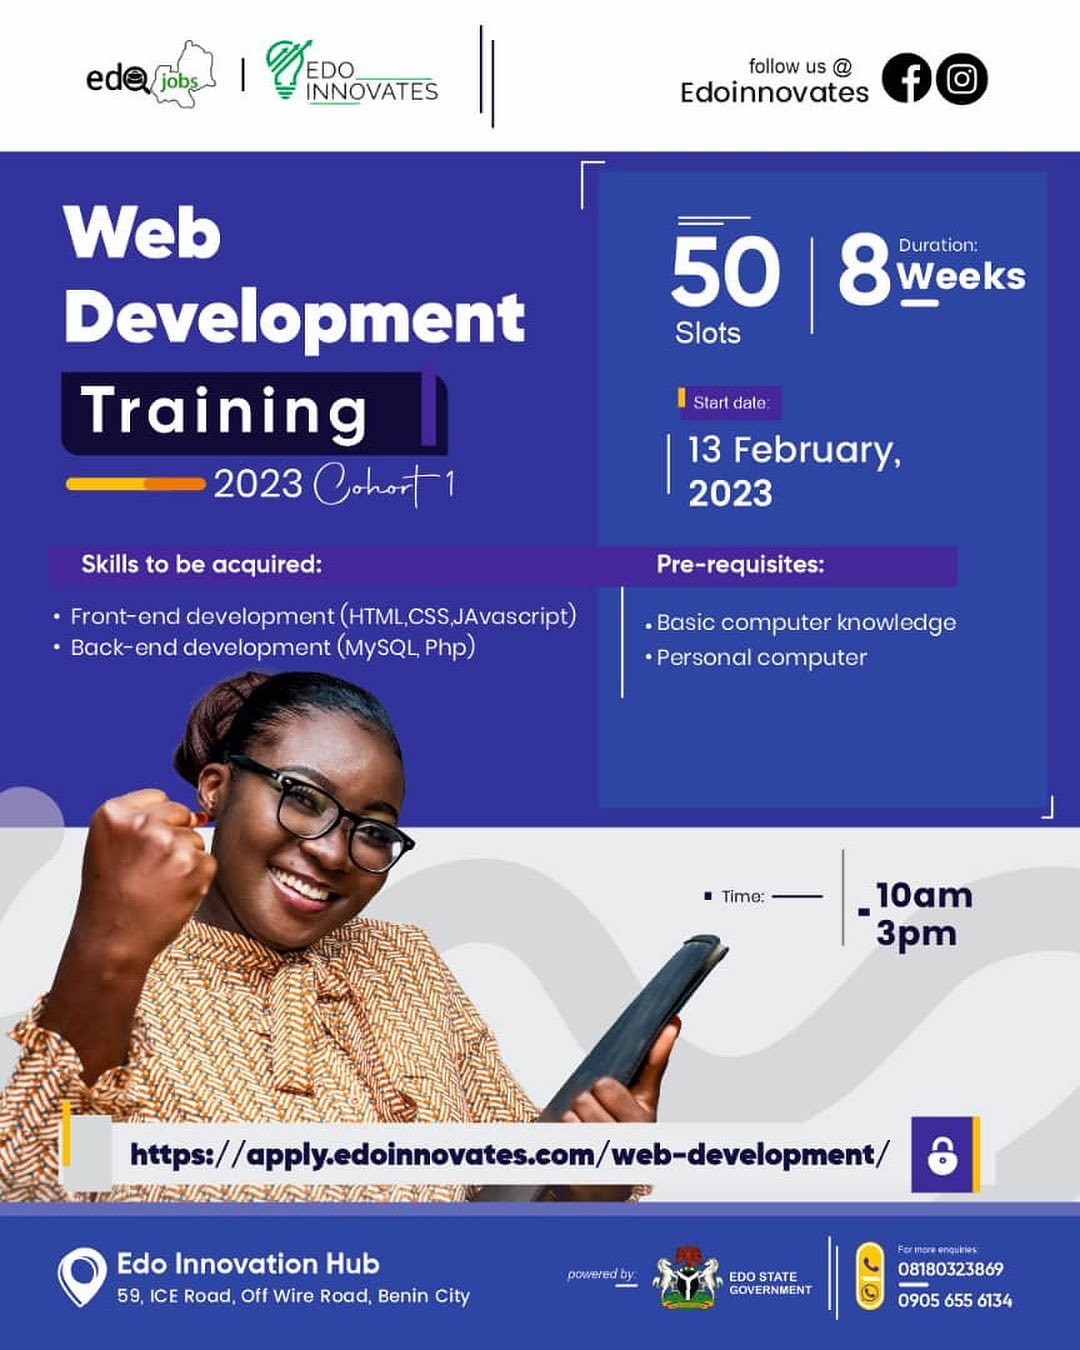 edo jobs
EDO
INNOVATES
follow us @
Edoinnovates
Web
Development
Training
2023 Cohort 1
50
Slots
8
Duration:
Weeks
Start date:
13 February,
2023
Skills to be acquired:
• Front-end development (HTML,CSS,JAvascript)
• Back-end development (MySQL, Php)
Pre-requisites:
• Basic computer knowledge
• Personal computer
Time:
10am
- 3pm
https://apply.edoinnovates.com/web-development/
Edo Innovation Hub
59, ICE Road, Off Wire Road, Benin City
powered by:
EDO STATE
GOVERNMENT
For more enquiries:
08180323869
0905 655 6134